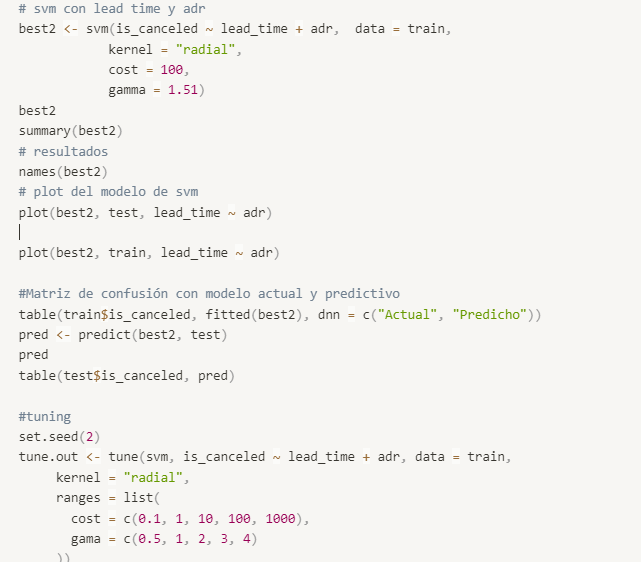 # svm con lead time y adr
best2 <- svm(is_canceled ~ lead_time + adr,  data = train,
            kernel = "radial",
            cost = 100,
            gamma = 1.51)
best2
summary(best2)
# resultados
names(best2)
# plot del modelo de svm
plot(best2, test, lead_time ~ adr)

plot(best2, train, lead_time ~ adr)

#Matriz de confusión con modelo actual y predictivo
table(train$is_canceled, fitted(best2), dnn = c("Actual", "Predicho"))
pred <- predict(best2, test)
pred
table(test$is_canceled, pred)

#tuning
set.seed(2)
tune.out <- tune(svm, is_canceled ~ lead_time + adr, data = train,
     kernel = "radial",
     ranges = list(
       cost = c(0.1, 1, 10, 100, 1000),
       gama = c(0.5, 1, 2, 3, 4)
     ))